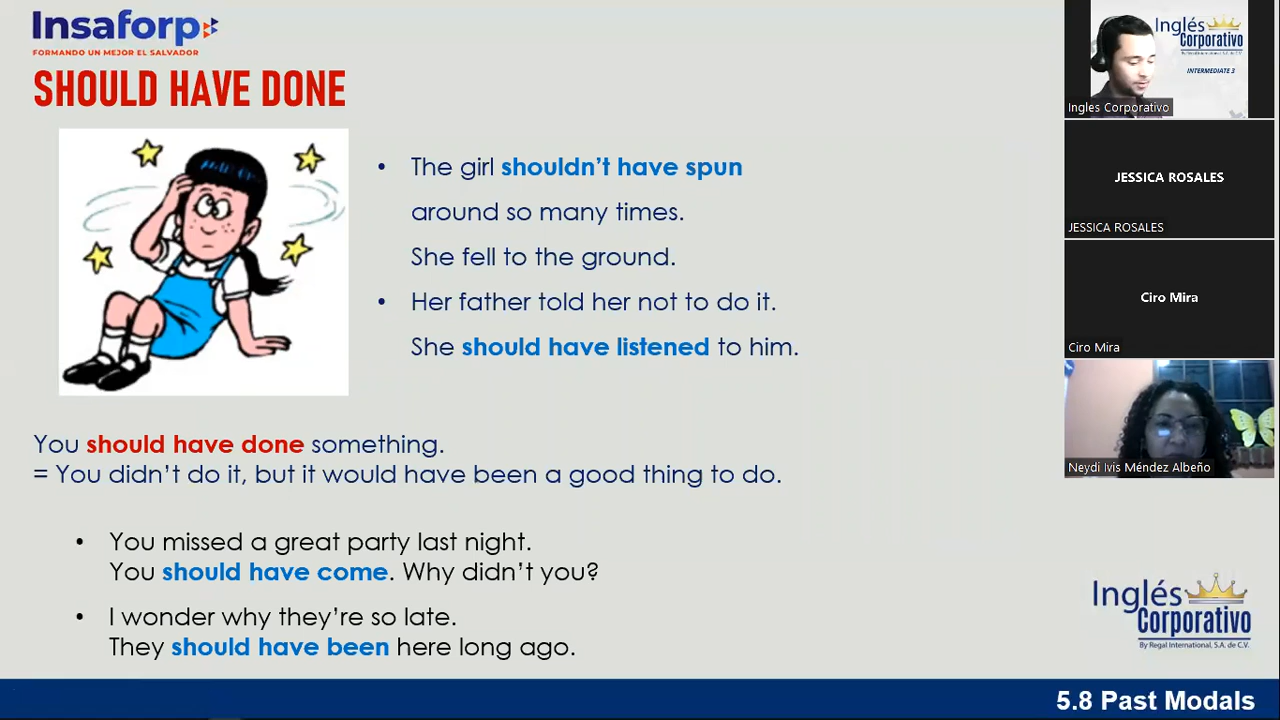 Insaforp
FORMANDO UN MEJOR EL SALVADOR
SHOULD HAVE DONE
• The girl shouldn't have spun
around so many times.
She fell to the ground.
• Her father told her not to do it.
She should have listened to him.
You should have done something.
= You didn't do it, but it would have been a good thing to do.
• You missed a great party last night.
You should have come. Why didn't you?
• I wonder why they're so late.
They should have been here long ago.
Inglés
Corporativo
By Regal International, S.A. de C.V.
5.8 Past Modals
Inglés
Corporativo
By Regal International, S.A. de C.V.
INTERMEDIATE 3
Ingles Corporativo
JESSICA ROSALES
JESSICA ROSALES
Ciro Mira
Ciro Mira
Neydi Ivis Méndez Albeño